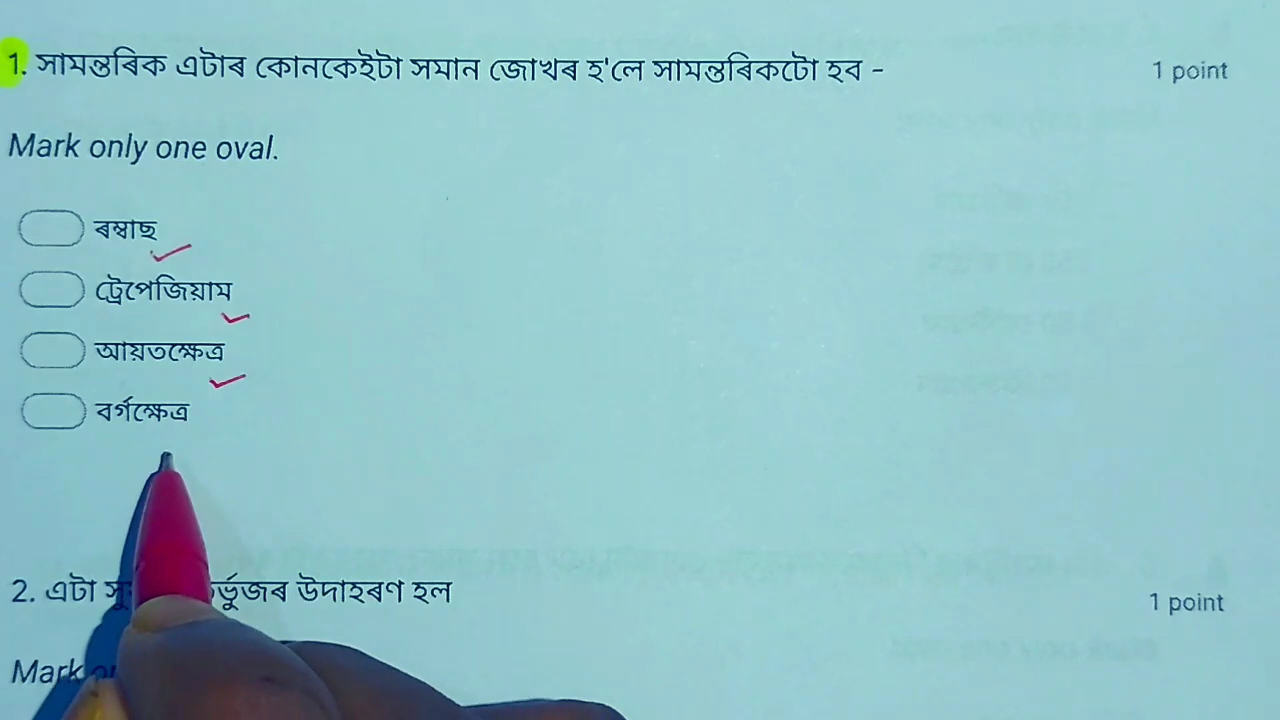 1. সামন্তৰিক এটাৰ কোনকেইটা সমান জোখৰ হ'লে সামন্তৰিকটো হব -
1 point
Mark only one oval.
ৰম্বাছ
ট্ৰেপেজিয়াম
আয়তক্ষেত্ৰ
বৰ্গক্ষেত্ৰ
2. এটা উদাহৰণ হল
1 point
Mark